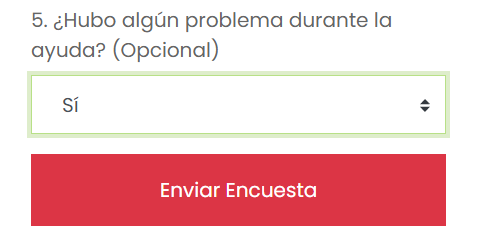 5. ¿Hubo algún problema durante la
ayuda? (Opcional)
Sí
Enviar Encuesta